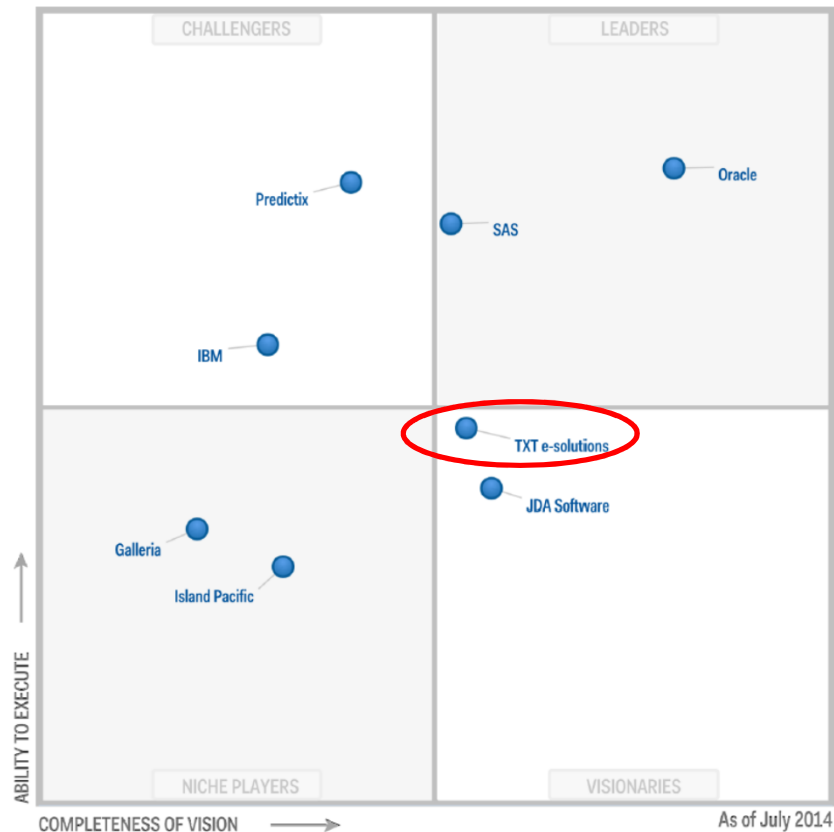 CHALLENGERS
LEADERS
Predictix
Oracle
SAS
IBM
TXT e-solutions
JDA Software
Galleria
Island Pacific
ABILITY TO EXECUTE
NICHE PLAYERS
VISIONARIES
COMPLETENESS OF VISION
As of July 2014